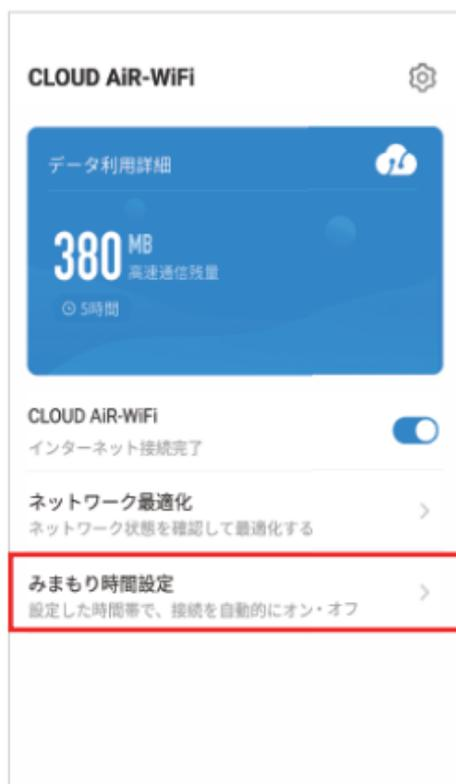 CLOUD AiR-WiFi
データ利用詳細
380 MB
高速通信残量
5時間
CLOUD AiR-WiFi
インターネット接続完了
ネットワーク最適化
ネットワーク状態を確認して最適化する
みまもり時間設定
設定した時間帯で、接続を自動的にオン・オフ